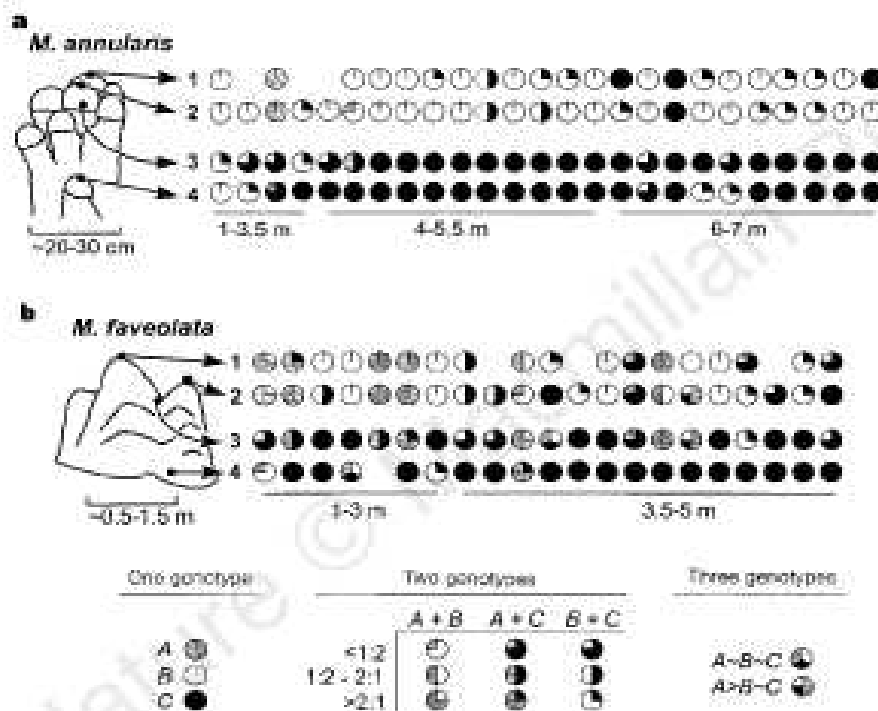 a
M. annularis
1
2
3
4
1-3.5 m
4-5.5 m
6-7 m
~20-30 cm
b
M. faveolata
1
2
3
4
1-3 m
3.5-5 m
~0.5-1.5 m
One genotype
Two genotypes
Three genotypes
A + B A + C B + C
A
<1:2
B
1:2 - 2:1
C
>2:1
A~B~C
A>B~C
nature © Macmillan